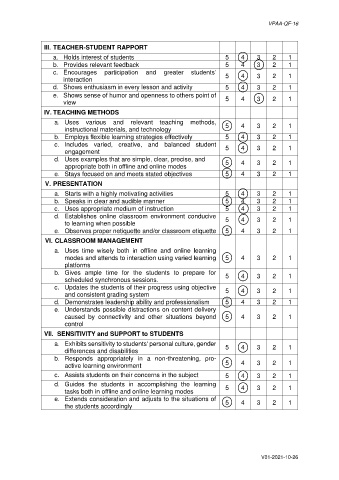 VPAA-QF-16
III. TEACHER-STUDENT RAPPORT
a. Holds interest of students 5 4 3 2 1
b. Provides relevant feedback 5 4 3 2 1
c. Encourages participation and greater students'
interaction 5 4 3 2 1
d. Shows enthusiasm in every lesson and activity 5 4 3 2 1
e. Shows sense of humor and openness to others point of
view 5 4 3 2 1
IV. TEACHING METHODS
a. Uses various and relevant teaching methods,
instructional materials, and technology 5 4 3 2 1
b. Employs flexible learning strategies effectively 5 4 3 2 1
c. Includes varied, creative, and balanced student
engagement 5 4 3 2 1
d. Uses examples that are simple, clear, precise, and
appropriate both in offline and online modes 5 4 3 2 1
e. Stays focused on and meets stated objectives 5 4 3 2 1
V. PRESENTATION
a. Starts with a highly motivating activities 5 4 3 2 1
b. Speaks in clear and audible manner 5 4 3 2 1
c. Uses appropriate medium of instruction 5 4 3 2 1
d. Establishes online classroom environment conducive
to learning when possible 5 4 3 2 1
e. Observes proper netiquette and/or classroom etiquette 5 4 3 2 1
VI. CLASSROOM MANAGEMENT
a. Uses time wisely both in offline and online learning
modes and attends to interaction using varied learning
platforms 5 4 3 2 1
b. Gives ample time for the students to prepare for
scheduled synchronous sessions. 5 4 3 2 1
c. Updates the students of their progress using objective
and consistent grading system 5 4 3 2 1
d. Demonstrates leadership ability and professionalism 5 4 3 2 1
e. Understands possible distractions on content delivery
caused by connectivity and other situations beyond
control 5 4 3 2 1
VII. SENSITIVITY and SUPPORT to STUDENTS
a. Exhibits sensitivity to students' personal culture, gender
differences and disabilities 5 4 3 2 1
b. Responds appropriately in a non-threatening, pro-
active learning environment 5 4 3 2 1
c. Assists students on their concerns in the subject 5 4 3 2 1
d. Guides the students in accomplishing the learning
tasks both in offline and online learning modes 5 4 3 2 1
e. Extends consideration and adjusts to the situations of
the students accordingly 5 4 3 2 1
V01-2021-10-26